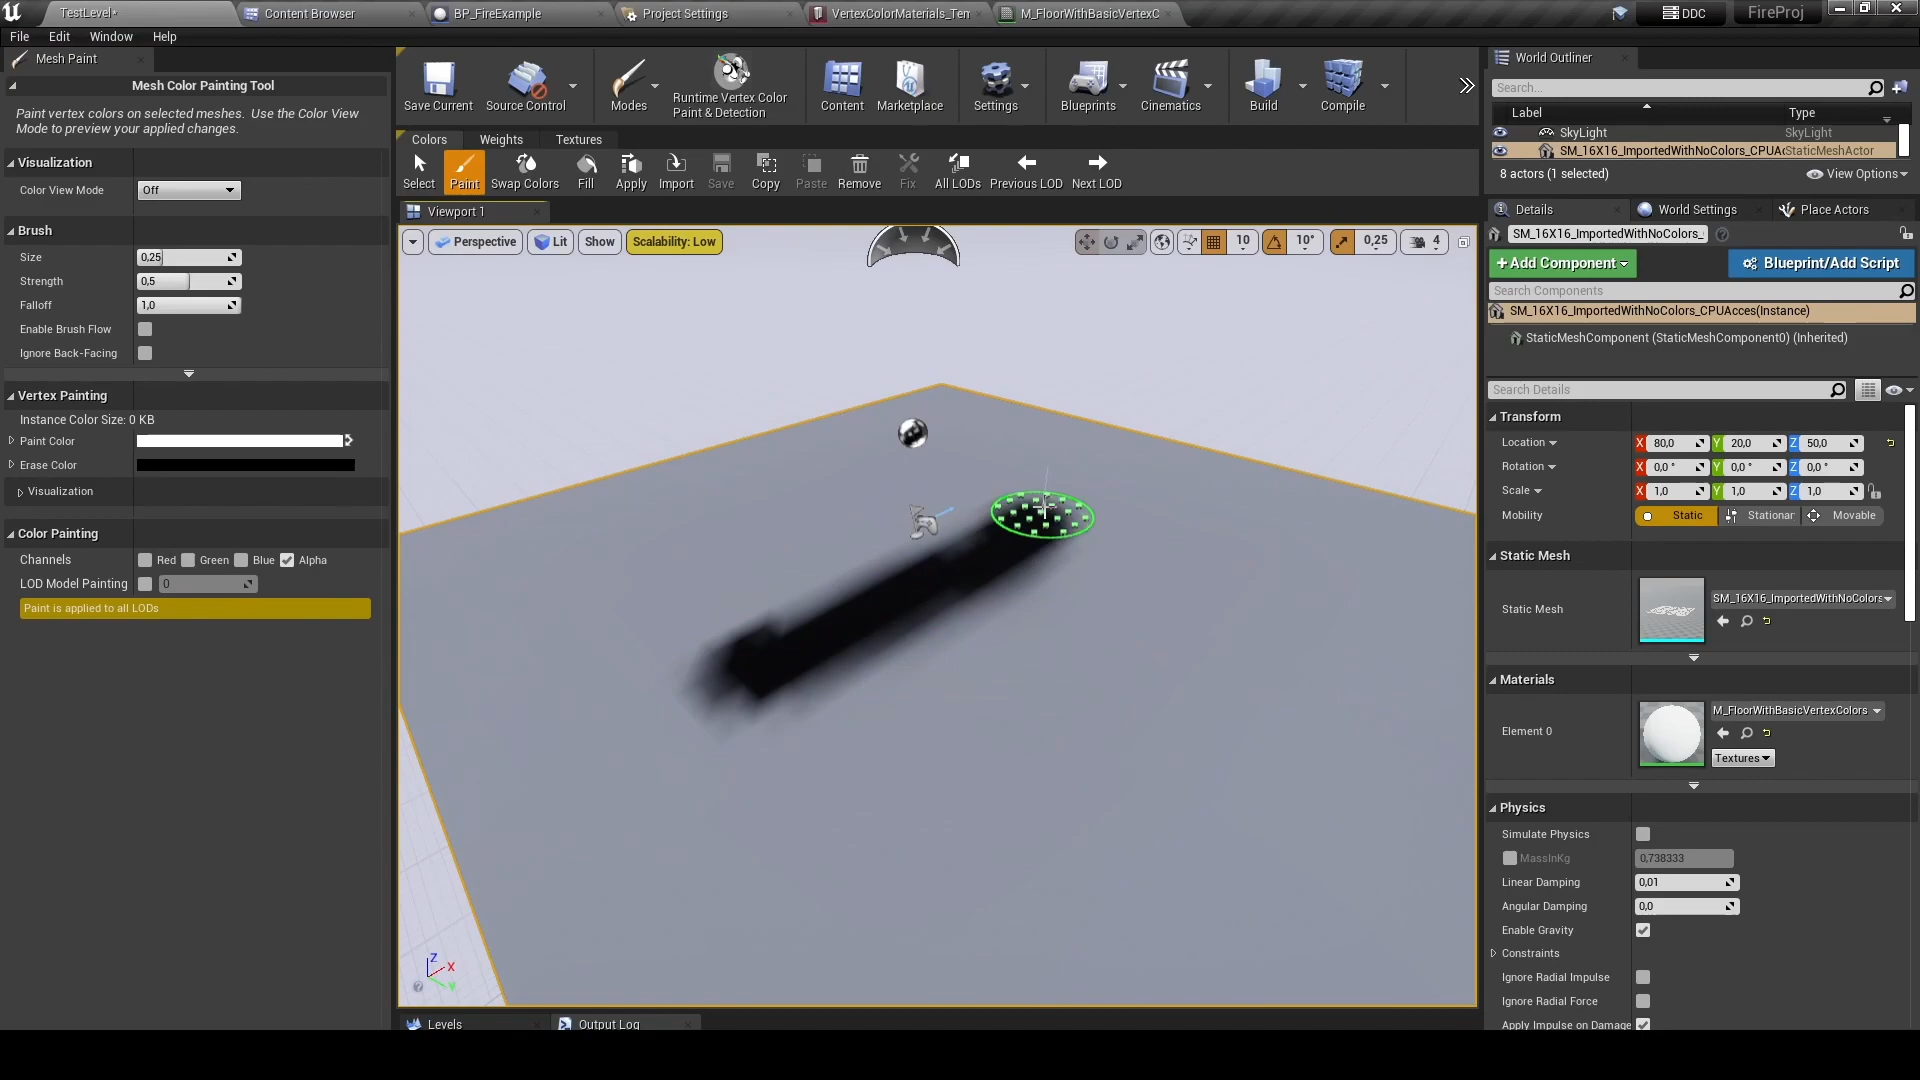 TestLevel*
Content Browser
BP_FireExample
Project Settings
VertexColorMaterials_Ten
M_FloorWithBasicVertexC
DDC
FireProj
File Edit Window Help
Mesh Paint
Mesh Color Painting Tool
Paint vertex colors on selected meshes. Use the Color View
Mode to preview your applied changes.
Visualization
Color View Mode Off
Brush
Size 0,25
Strength 0,5
Falloff 1,0
Enable Brush Flow
Ignore Back-Facing
Vertex Painting
Instance Color Size: 0 KB
Paint Color
Erase Color
Visualization
Color Painting
Channels Red Green Blue Alpha
LOD Model Painting 0
Paint is applied to all LODs
Save Current
Source Control
Modes
Runtime Vertex Color
Paint & Detection
Content
Marketplace
Settings
Blueprints
Cinematics
Build
Compile
Colors Weights Textures
Select Paint Swap Colors Fill Apply Import Save Copy Paste Remove Fix All LODs Previous LOD Next LOD
Viewport 1
Perspective Lit Show Scalability: Low
10 10° 0,25 4
Z X Y
Levels Output Log
World Outliner
Search...
Label Type
SkyLight SkyLight
SM_16X16_ImportedWithNoColors_CPUAc StaticMeshActor
8 actors (1 selected) View Options
Details World Settings Place Actors
SM_16X16_ImportedWithNoColors_
+Add Component Blueprint/Add Script
Search Components
SM_16X16_ImportedWithNoColors_CPUAcces(Instance)
StaticMeshComponent (StaticMeshComponent0) (Inherited)
Search Details
Transform
Location X 80,0 Y 20,0 Z 50,0
Rotation X 0,0 ° Y 0,0 ° Z 0,0 °
Scale X 1,0 Y 1,0 Z 1,0
Mobility Static Stationar Movable
Static Mesh
Static Mesh SM_16X16_ImportedWithNoColors
Materials
Element 0 M_FloorWithBasicVertexColors
Textures
Physics
Simulate Physics
MassInKg 0,738333
Linear Damping 0,01
Angular Damping 0,0
Enable Gravity
Constraints
Ignore Radial Impulse
Ignore Radial Force
Apply Impulse on Damage